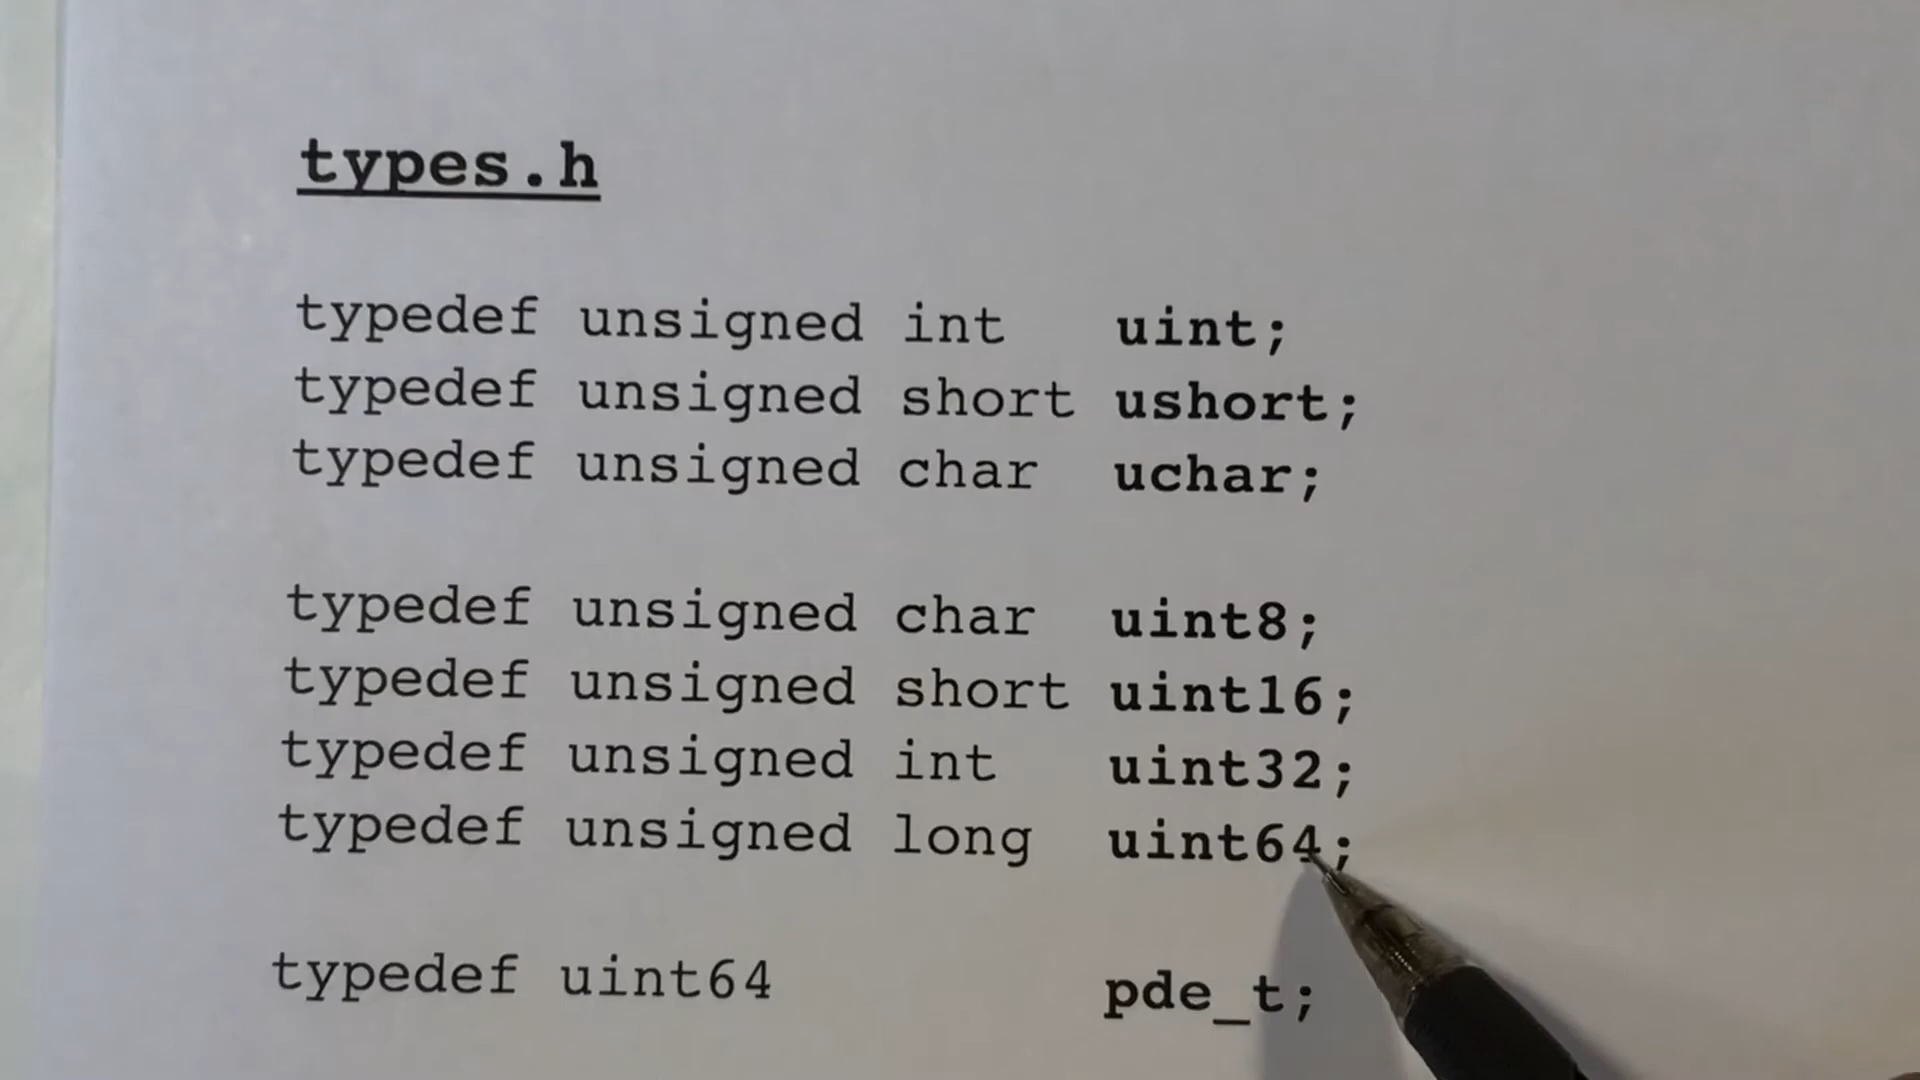 types.h
typedef unsigned int uint;
typedef unsigned short ushort;
typedef unsigned char uchar;
typedef unsigned char uint8;
typedef unsigned short uint16;
typedef unsigned int uint32;
typedef unsigned long uint64;
typedef uint64 pde_t;